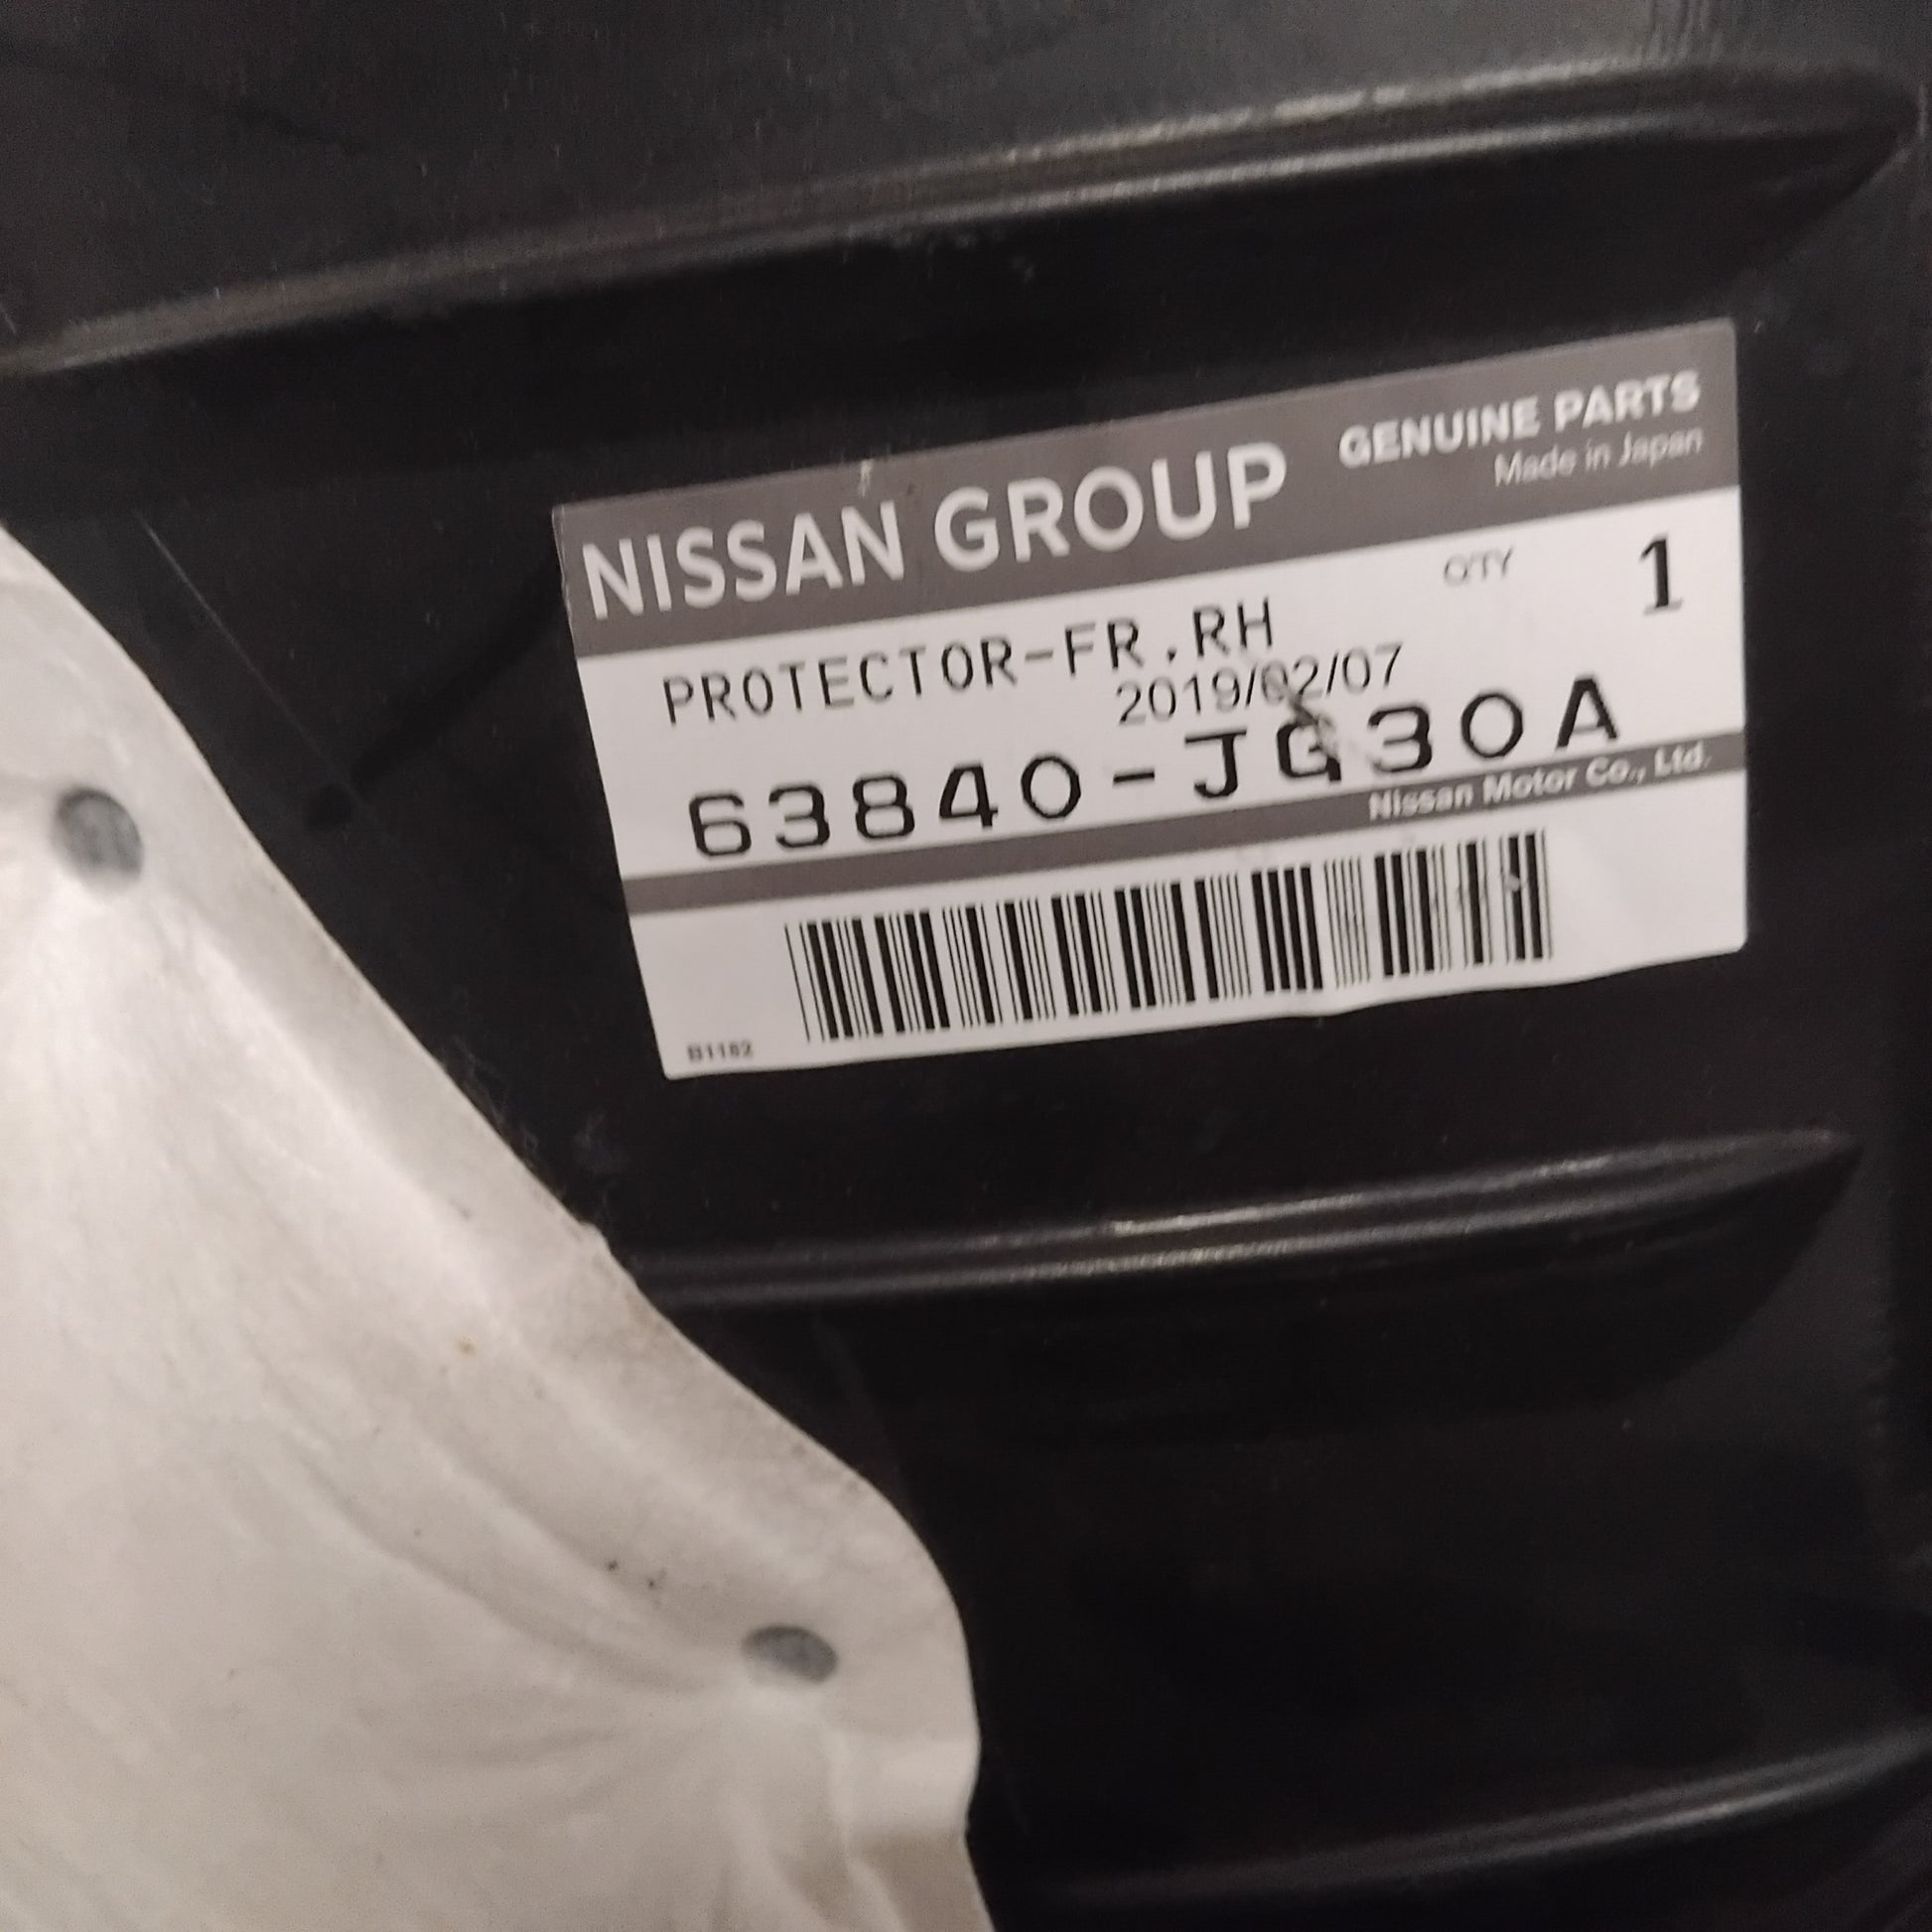 NISSAN GROUP GENUINE PARTS
Made in Japan
Q'TY 1
PROTECTOR-FR,RH
2019/02/07
63840-JG30A
Nissan Motor Co., Ltd.
B1182